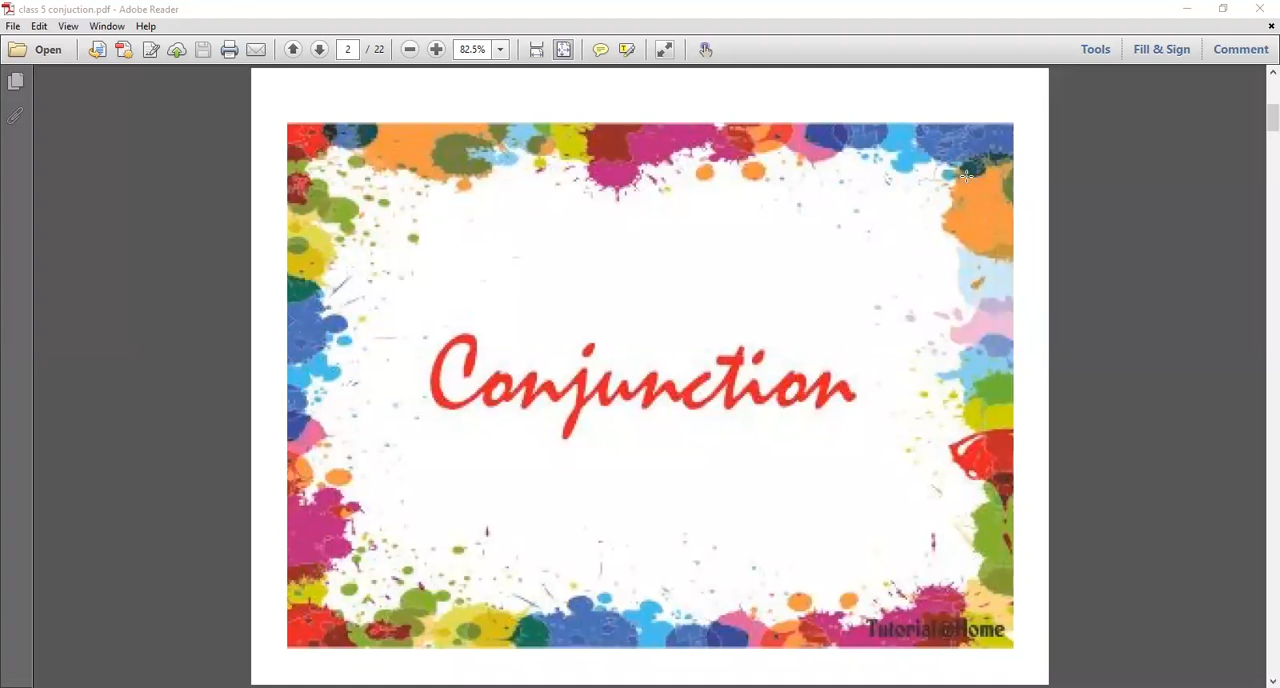 class 5 conjuction.pdf - Adobe Reader
File Edit View Window Help
Open 2 / 22 82.5% Tools Fill & Sign Comment
Conjunction
Tutorial@Home